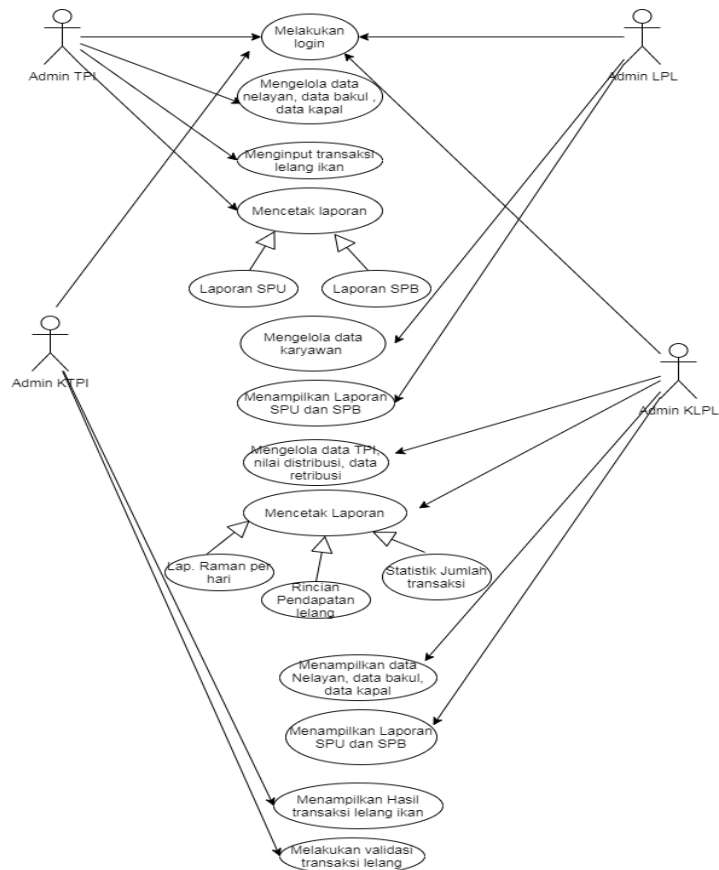 Melakukan
login
Admin TPI
Admin LPL
Mengelola data
nelayan, data bakul ,
data kapal
Menginput transaksi
lelang ikan
Mencetak laporan
Laporan SPU
Laporan SPB
Mengelola data
karyawan
Admin KTPI
Menampilkan Laporan
SPU dan SPB
Admin KLPL
Mengelola data TPI,
nilai distribusi, data
retribusi
Mencetak Laporan
Lap. Raman per
hari
Rincian
Pendapatan
lelang
Statistik Jumlah
transaksi
Menampilkan data
Nelayan, data bakul,
data kapal
Menampilkan Laporan
SPU dan SPB
Menampilkan Hasil
transaksi lelang ikan
Melakukan validasi
transaksi lelang